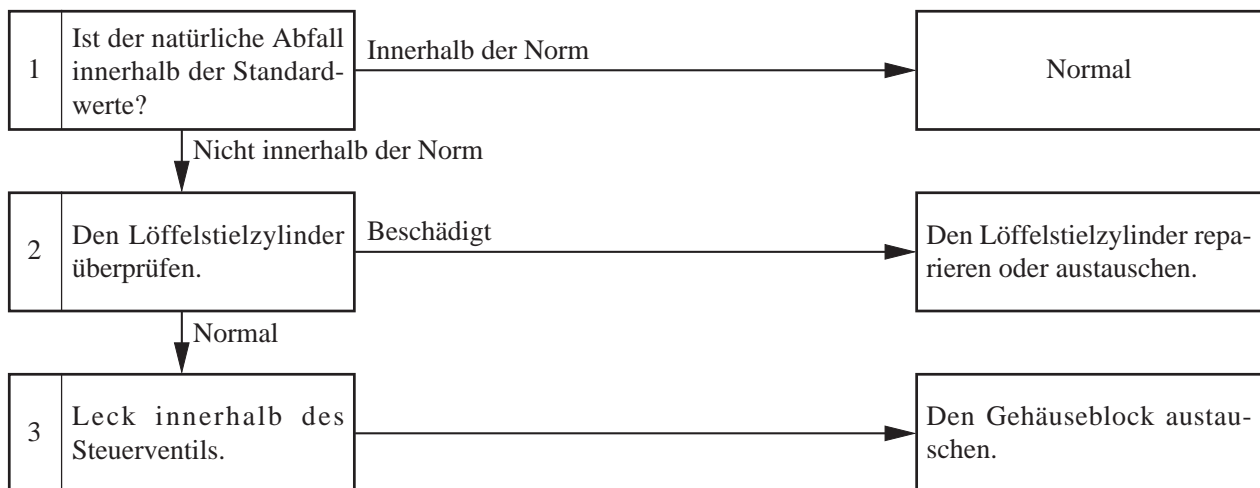 1
Ist der natürliche Abfall
innerhalb der Standard-
werte?
Innerhalb der Norm
Normal
Nicht innerhalb der Norm
2
Den Löffelstielzylinder
überprüfen.
Beschädigt
Den Löffelstielzylinder repa-
rieren oder austauschen.
Normal
3
Leck innerhalb des
Steuerventils.
Den Gehäuseblock austau-
schen.